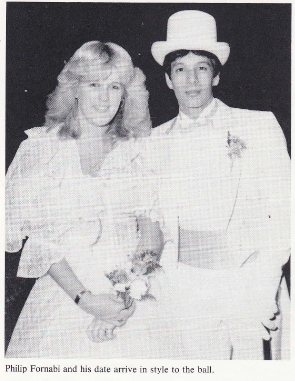 Philip Fornabi and his date arrive in style to the ball.